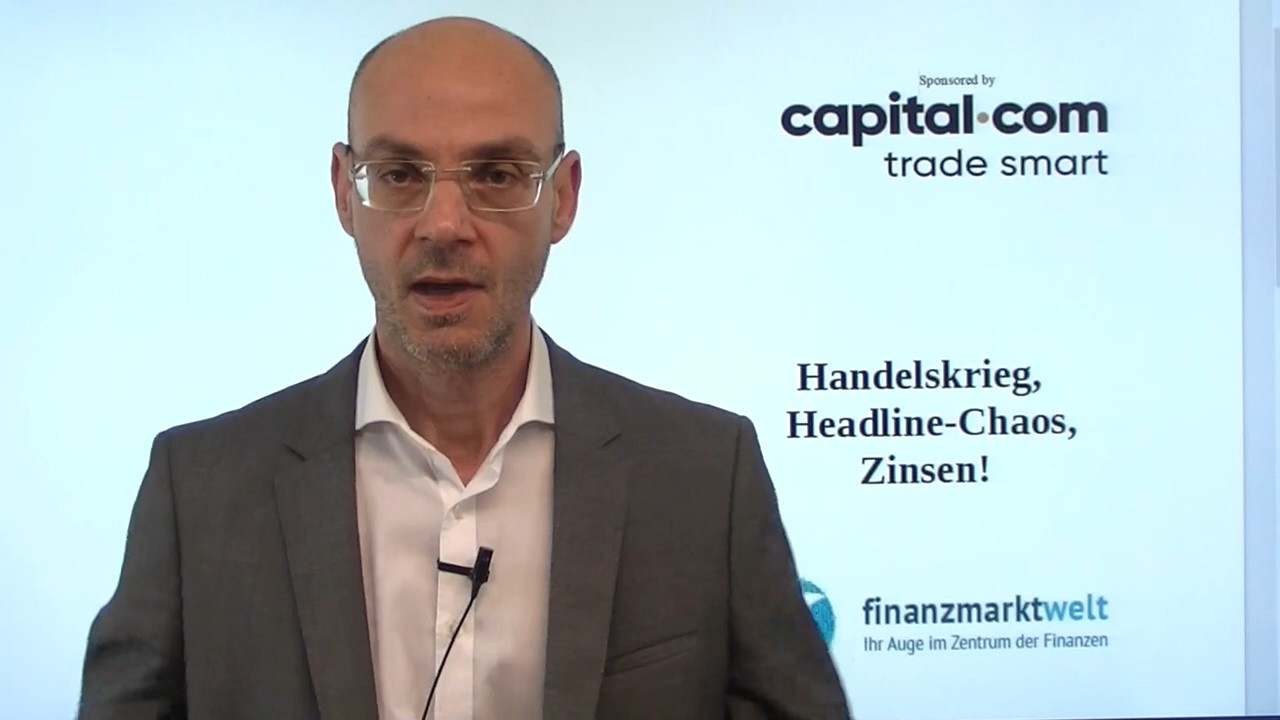 Sponsored by
capital.com
trade smart
Handelskrieg,
Headline-Chaos,
Zinsen!
finanzmarktwelt
Ihr Auge im Zentrum der Finanzen